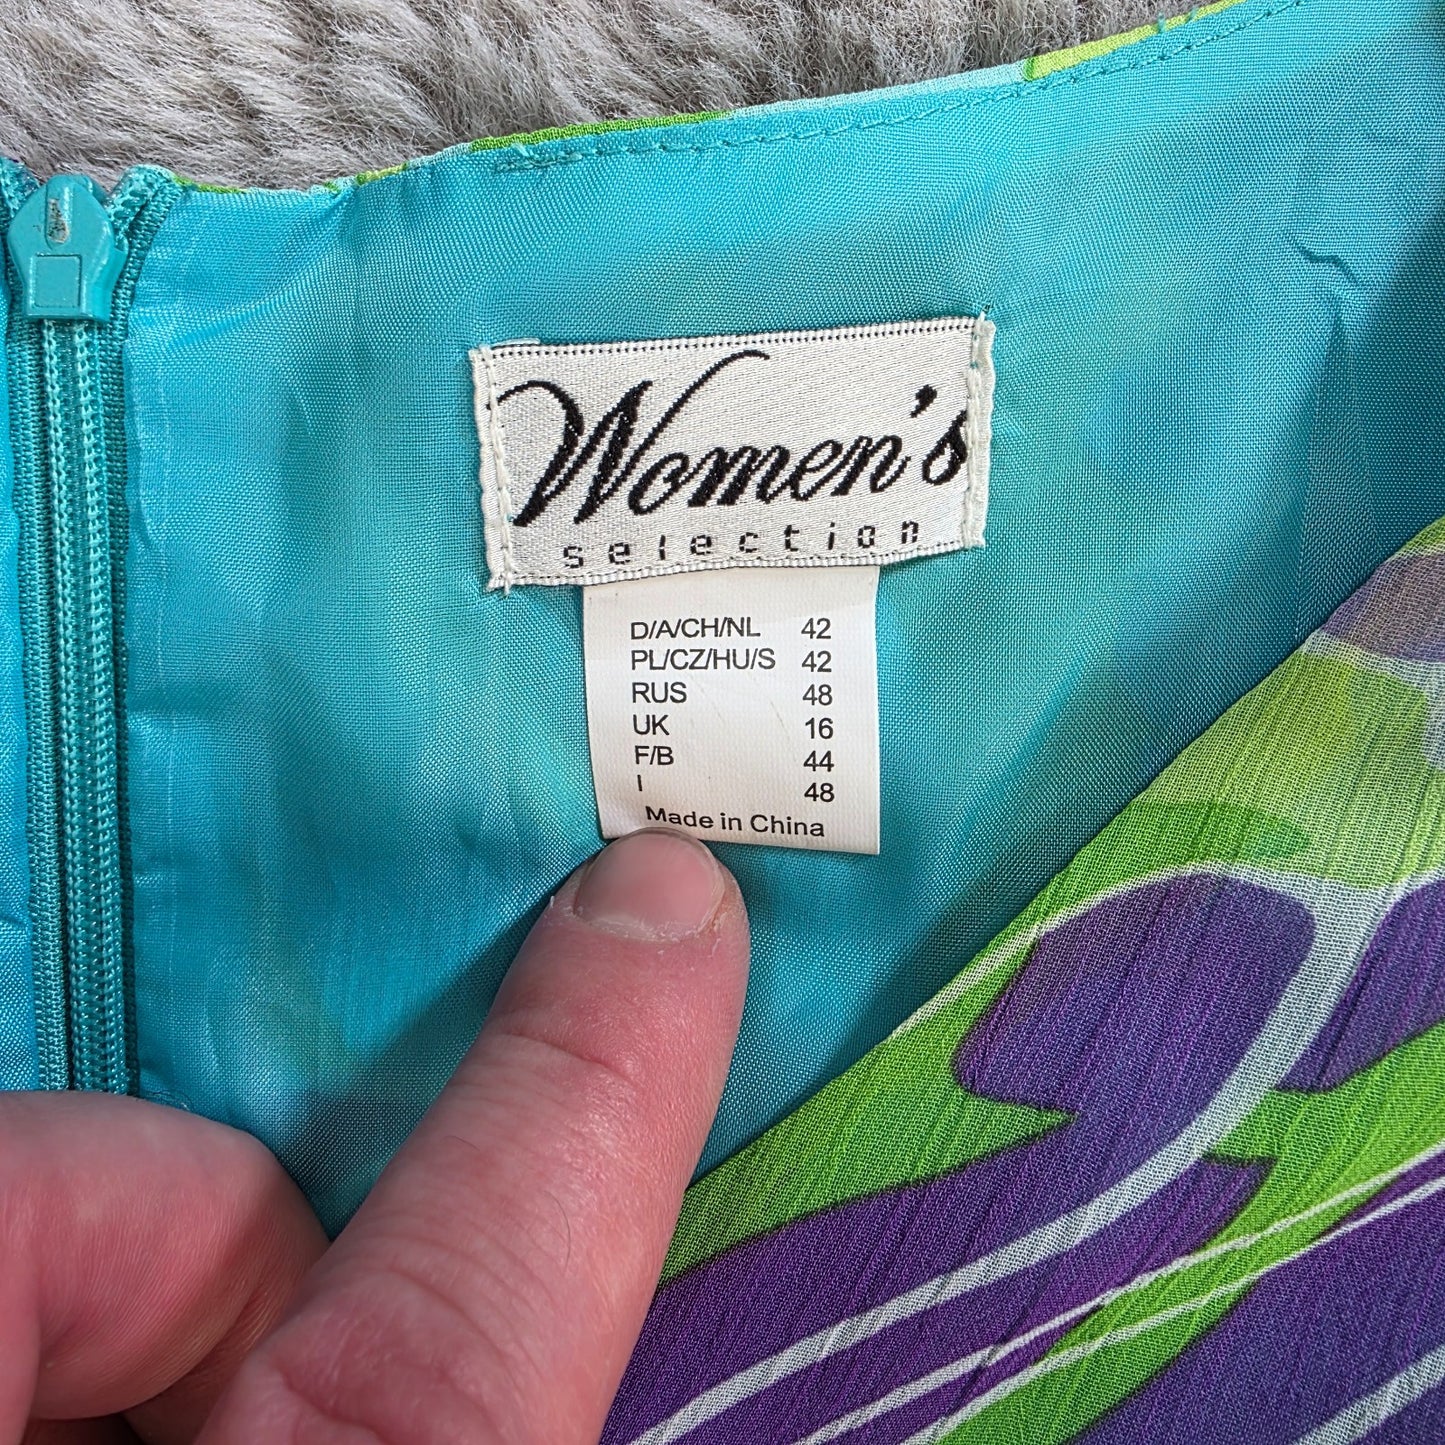 Women's
selection
D/A/CH/NL 42
PL/CZ/HU/S 42
RUS 48
UK 16
F/B 44
I 48
Made in China